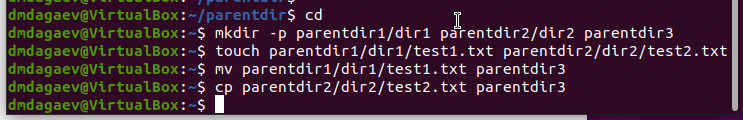 dmdagaev@VirtualBox:~/parentdir$ cd
dmdagaev@VirtualBox:~$ mkdir -p parentdir1/dir1 parentdir2/dir2 parentdir3
dmdagaev@VirtualBox:~$ touch parentdir1/dir1/test1.txt parentdir2/dir2/test2.txt
dmdagaev@VirtualBox:~$ mv parentdir1/dir1/test1.txt parentdir3
dmdagaev@VirtualBox:~$ cp parentdir2/dir2/test2.txt parentdir3
dmdagaev@VirtualBox:~$